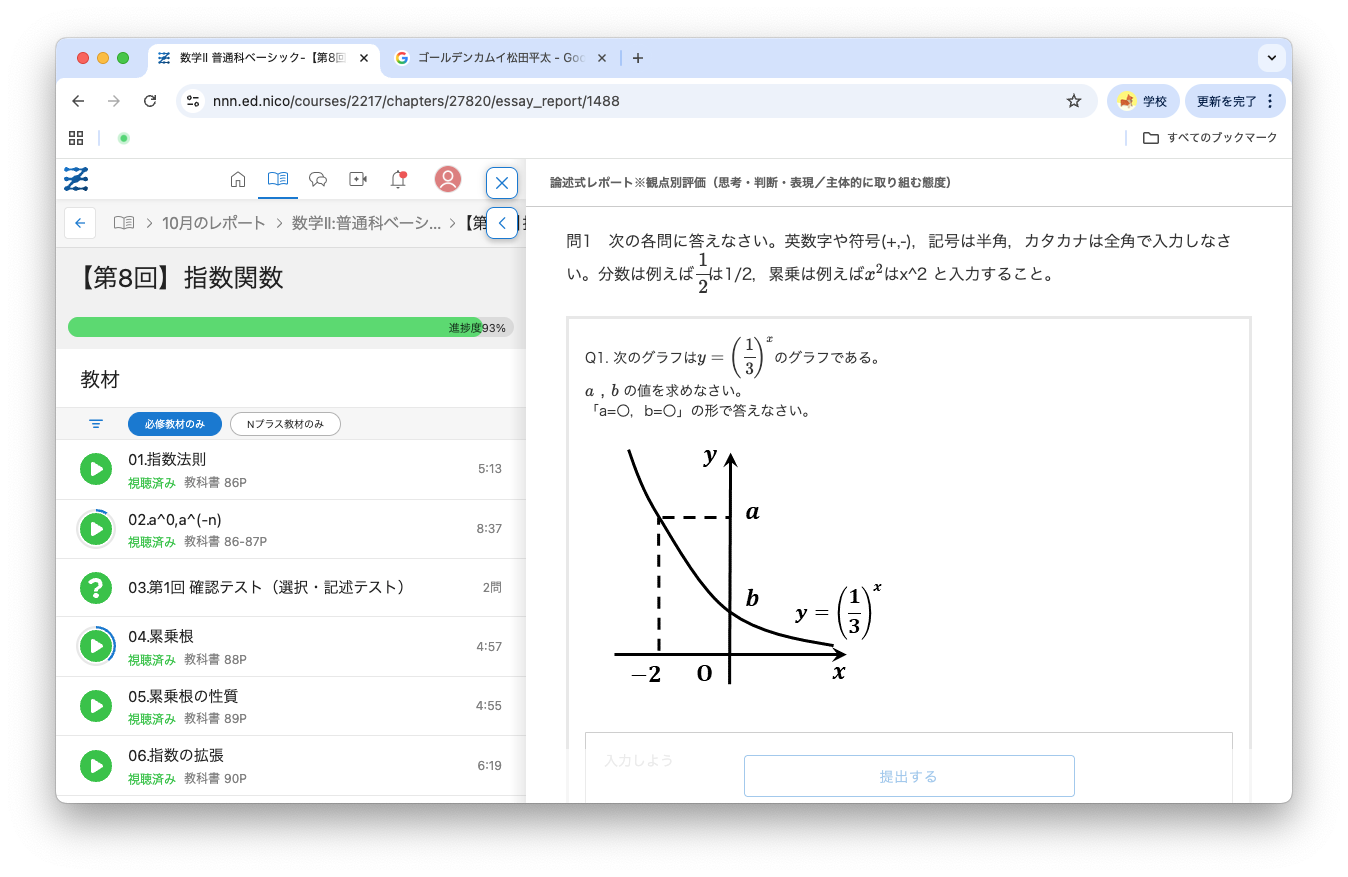 数学II 普通科ベーシック-【第8回
ゴールデンカムイ松田平太 - Goo
nnn.ed.nico/courses/2217/chapters/27820/essay_report/1488
学校
更新を完了
すべてのブックマーク
10月のレポート
数学II:普通科ベーシ...
【第
【第8回】指数関数
進捗度93%
教材
必修教材のみ
Nプラス教材のみ
01.指数法則
視聴済み 教科書 86P
5:13
02.a^0,a^(-n)
視聴済み 教科書 86-87P
8:37
03.第1回 確認テスト（選択・記述テスト）
2問
04.累乗根
視聴済み 教科書 88P
4:57
05.累乗根の性質
視聴済み 教科書 89P
4:55
06.指数の拡張
視聴済み 教科書 90P
6:19
論述式レポート※観点別評価（思考・判断・表現／主体的に取り組む態度）
問1　次の各問に答えなさい。英数字や符号(+,-)，記号は半角，カタカナは全角で入力しなさ
い。分数は例えば1/2は1/2，累乗は例えばx²はx^2 と入力すること。
Q1. 次のグラフはy = (1/3)^x のグラフである。
a , b の値を求めなさい。
「a=〇，b=〇」の形で答えなさい。
y
a
b
y = (1/3)^x
−2
O
x
入力しよう
提出する